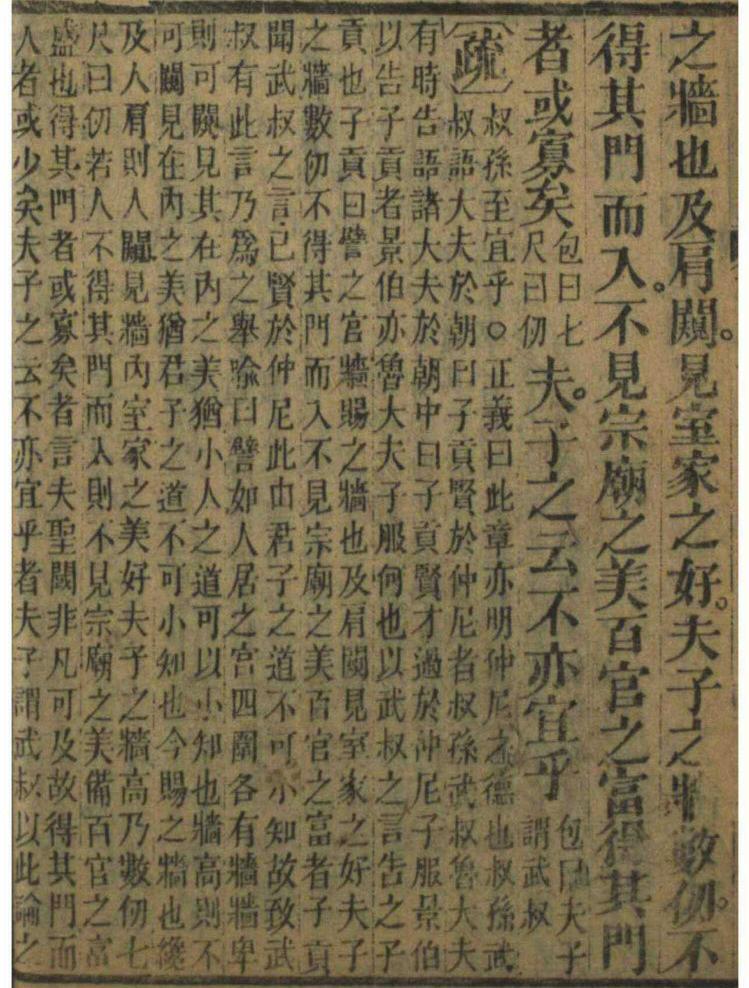 之牆也及肩闚見室家之好夫子之牆數仞不
得其門而入不見宗廟之美百官之富得其門
者或寡矣
包曰七
尺曰仞
夫子之云不亦宜乎
包曰夫子
謂武叔
疏
叔孫至宜乎○正義曰此章亦明仲尼之德也叔孫武
叔語大夫於朝曰子貢賢於仲尼者叔孫武叔魯大夫
有時告語諸大夫於朝中曰子貢賢才過於仲尼子服景伯
以告子貢者景伯亦魯大夫子服何也以武叔之言告之子
貢也子貢曰譬之宮牆賜之牆也及肩闚見室家之好夫子
之牆數仞不得其門而入不見宗廟之美百官之富者子貢
聞武叔之言已賢於仲尼此由君子之道不可小知故致武
叔有此言乃爲之舉喻曰譬如人居之宮四圍各有牆牆卑
則可闚見其在內之美猶小人之道可以小知也牆高則不
可闚見在內之美猶君子之道不可小知也今賜之牆也纔
及人肩則人闚見牆內室家之美好夫子之牆高乃數仞七
尺曰仞若人不得其門而入則不見宗廟之美備百官之富
盛也得其門者或寡矣者言夫聖閾非凡可及故得其門而
入者或少矣夫子之云不亦宜乎者夫子謂武叔以此論之